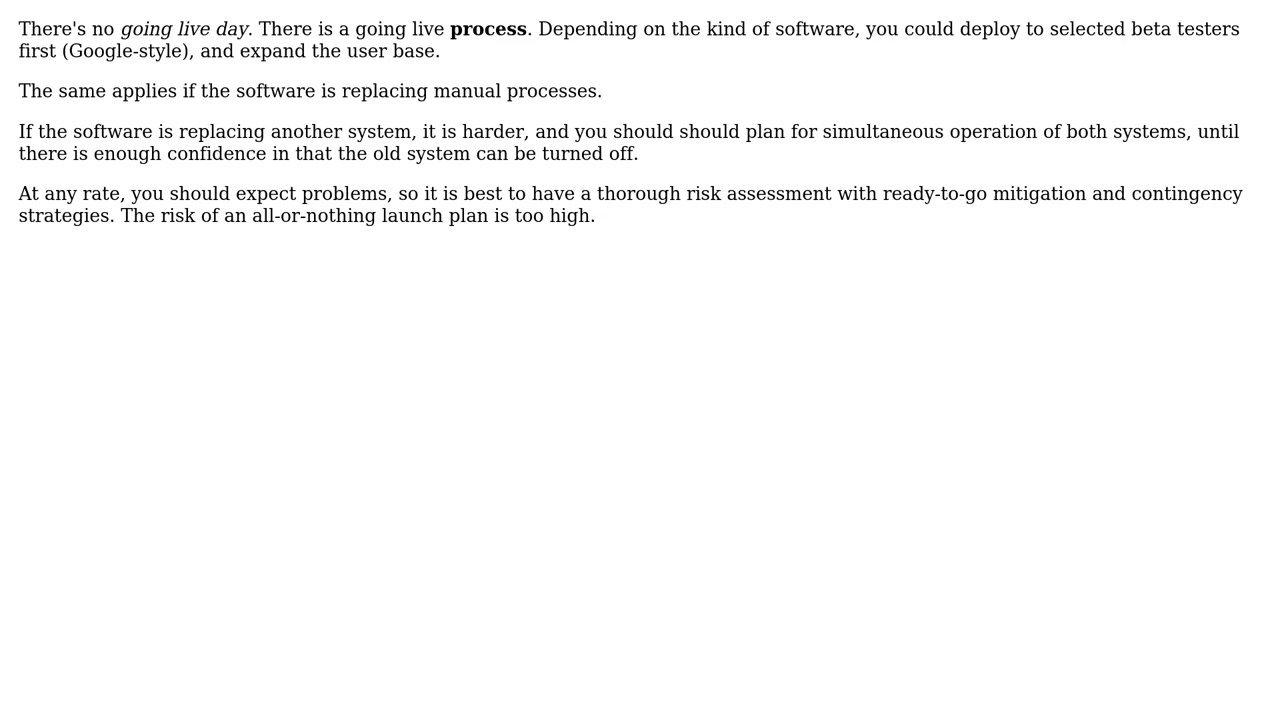 There's no going live day. There is a going live process. Depending on the kind of software, you could deploy to selected beta testers
first (Google-style), and expand the user base.
The same applies if the software is replacing manual processes.
If the software is replacing another system, it is harder, and you should should plan for simultaneous operation of both systems, until
there is enough confidence in that the old system can be turned off.
At any rate, you should expect problems, so it is best to have a thorough risk assessment with ready-to-go mitigation and contingency
strategies. The risk of an all-or-nothing launch plan is too high.